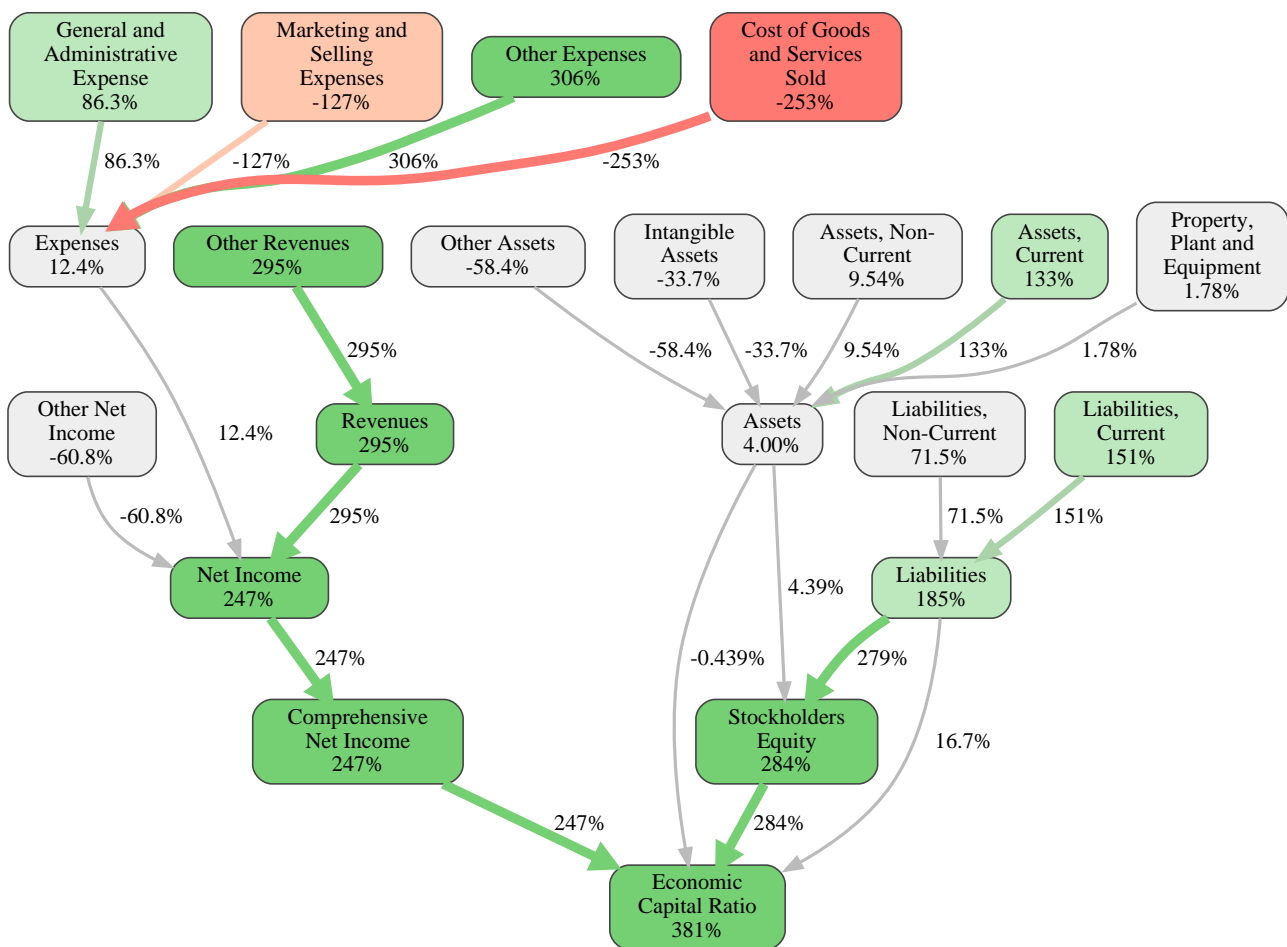 General and
Administrative
Expense
86.3%
Marketing and
Selling
Expenses
-127%
Other Expenses
306%
Cost of Goods
and Services
Sold
-253%
86.3%
-127%
306%
-253%
Expenses
12.4%
Other Revenues
295%
Other Assets
-58.4%
Intangible
Assets
-33.7%
Assets, Non-
Current
9.54%
Assets,
Current
133%
Property,
Plant and
Equipment
1.78%
295%
-58.4%
-33.7%
9.54%
133%
1.78%
Other Net
Income
-60.8%
12.4%
Revenues
295%
Assets
4.00%
Liabilities,
Non-Current
71.5%
Liabilities,
Current
151%
-60.8%
295%
71.5%
151%
Net Income
247%
4.39%
Liabilities
185%
247%
-0.439%
279%
16.7%
Comprehensive
Net Income
247%
Stockholders
Equity
284%
247%
284%
Economic
Capital Ratio
381%